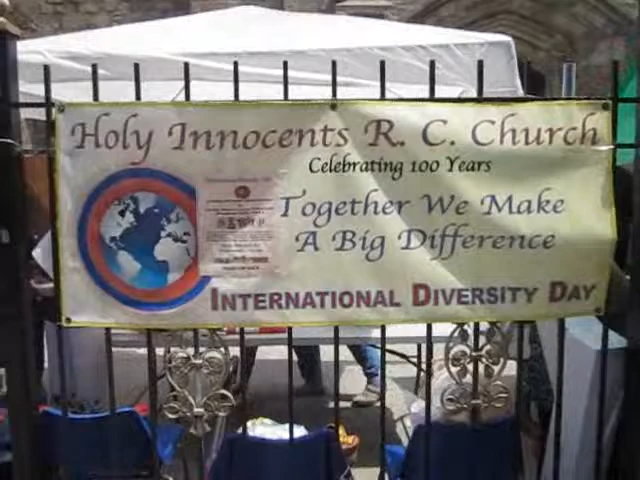 Holy Innocents R. C. Church
Celebrating 100 Years
Together We Make
A Big Difference
INTERNATIONAL DIVERSITY DAY